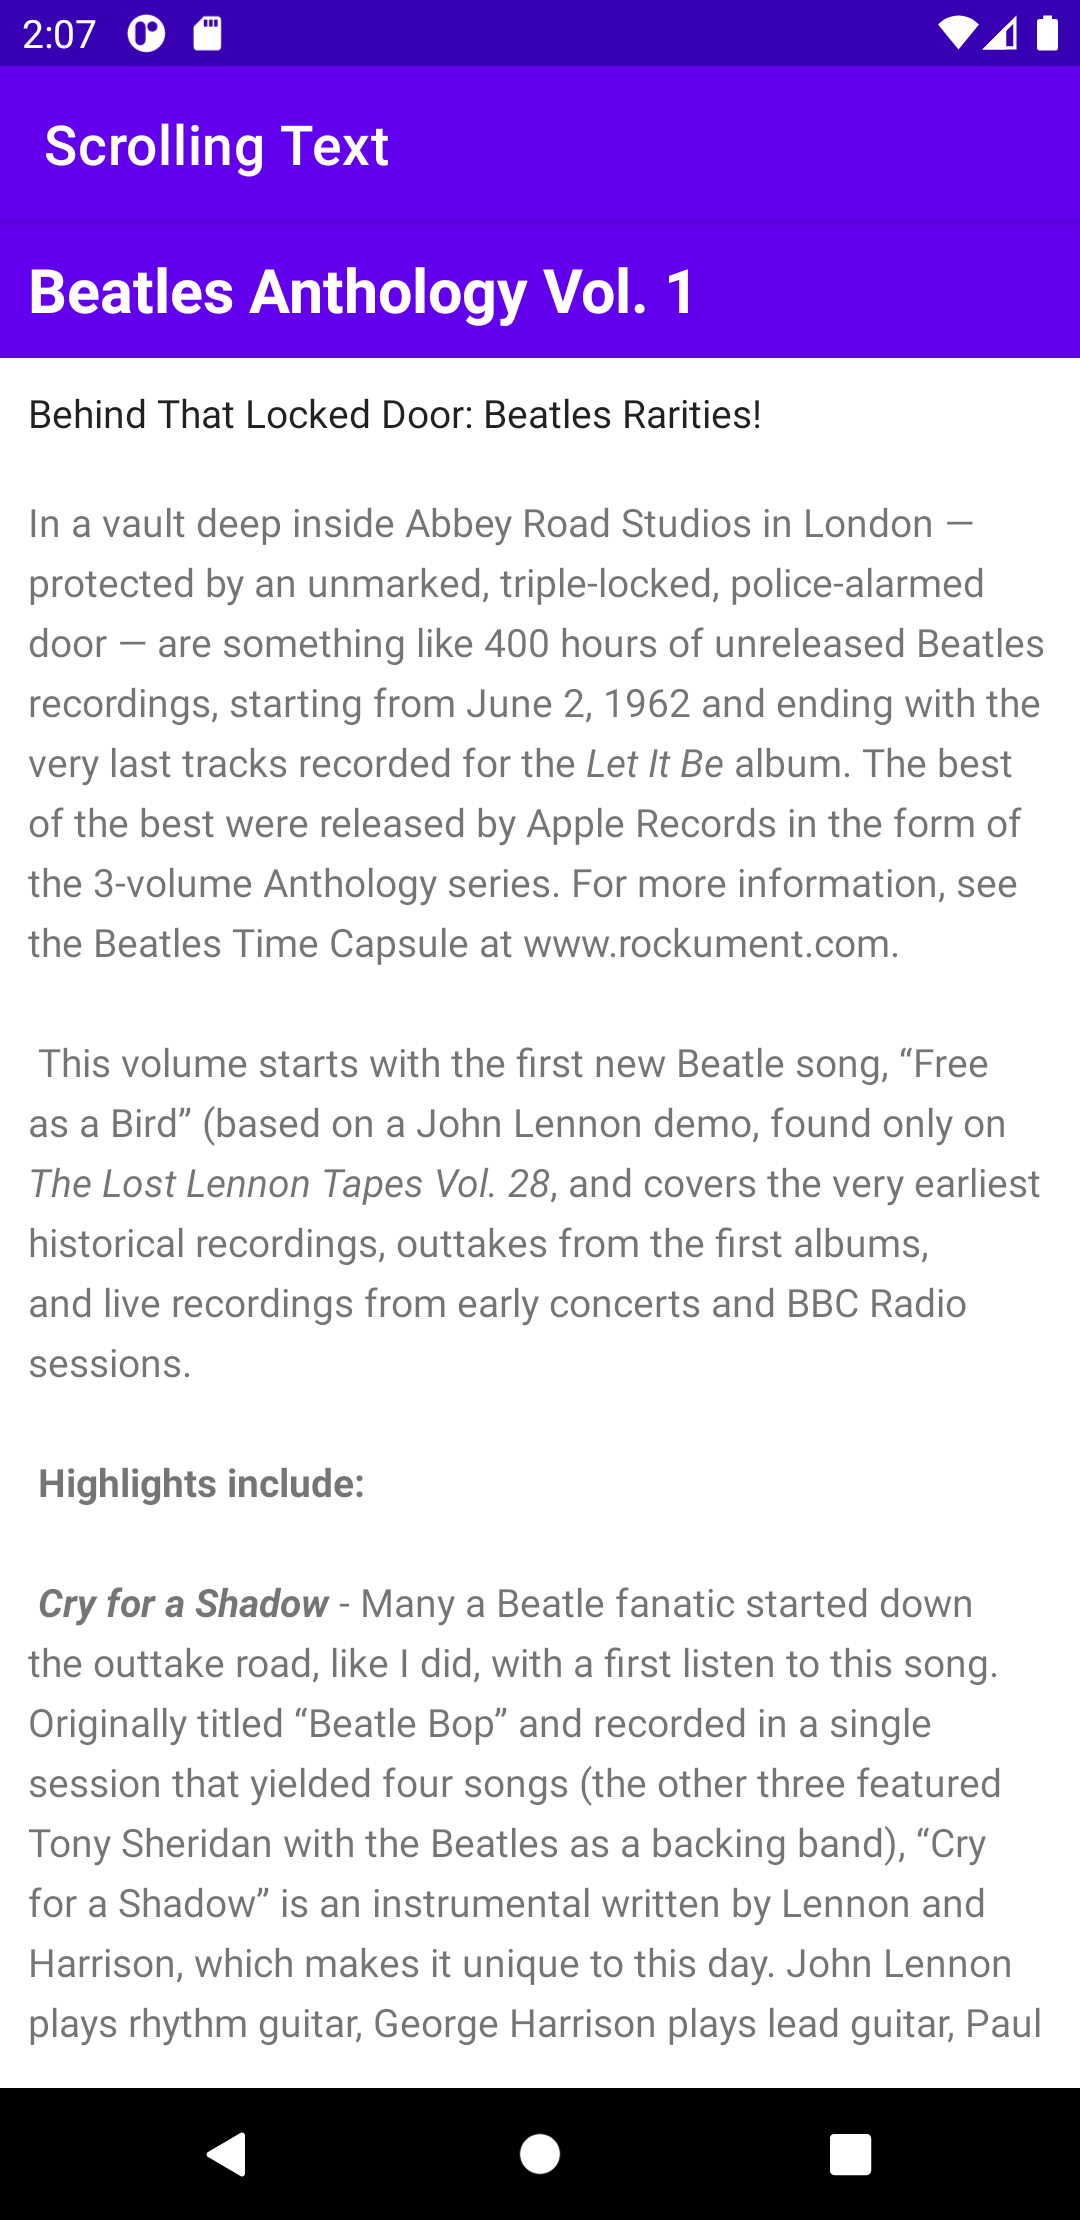 2:07
Scrolling Text
Beatles Anthology Vol. 1
Behind That Locked Door: Beatles Rarities!
In a vault deep inside Abbey Road Studios in London —
protected by an unmarked, triple-locked, police-alarmed
door — are something like 400 hours of unreleased Beatles
recordings, starting from June 2, 1962 and ending with the
very last tracks recorded for the Let It Be album. The best
of the best were released by Apple Records in the form of
the 3-volume Anthology series. For more information, see
the Beatles Time Capsule at www.rockument.com.
This volume starts with the first new Beatle song, “Free
as a Bird” (based on a John Lennon demo, found only on
The Lost Lennon Tapes Vol. 28, and covers the very earliest
historical recordings, outtakes from the first albums,
and live recordings from early concerts and BBC Radio
sessions.
Highlights include:
Cry for a Shadow - Many a Beatle fanatic started down
the outtake road, like I did, with a first listen to this song.
Originally titled “Beatle Bop” and recorded in a single
session that yielded four songs (the other three featured
Tony Sheridan with the Beatles as a backing band), “Cry
for a Shadow” is an instrumental written by Lennon and
Harrison, which makes it unique to this day. John Lennon
plays rhythm guitar, George Harrison plays lead guitar, Paul